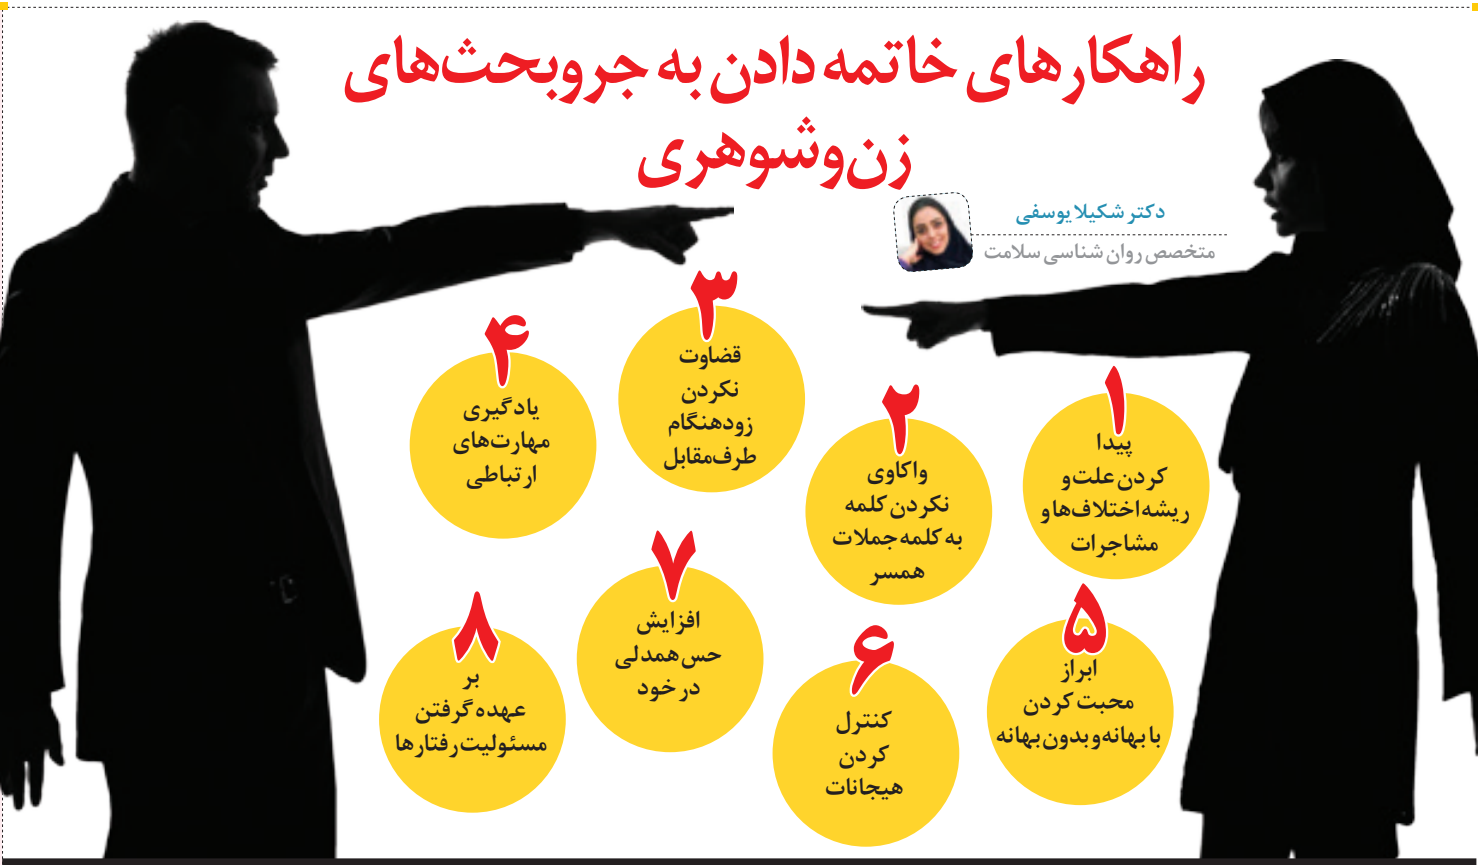 راهکارهای خاتمه دادن به جروبحث‌های
زن‌وشوهری
دکتر شکیلا یوسفی
متخصص روان شناسی سلامت
۱
پیدا
کردن علت و
ریشه اختلاف‌ها و
مشاجرات
۲
واکاوی
نکردن کلمه
به کلمه جملات
همسر
۳
قضاوت
نکردن
زودهنگام
طرف‌مقابل
۴
یادگیری
مهارت‌های
ارتباطی
۵
ابراز
محبت کردن
با بهانه و بدون بهانه
۶
کنترل
کردن
هیجانات
۷
افزایش
حس همدلی
در خود
۸
بر
عهده گرفتن
مسئولیت رفتارها